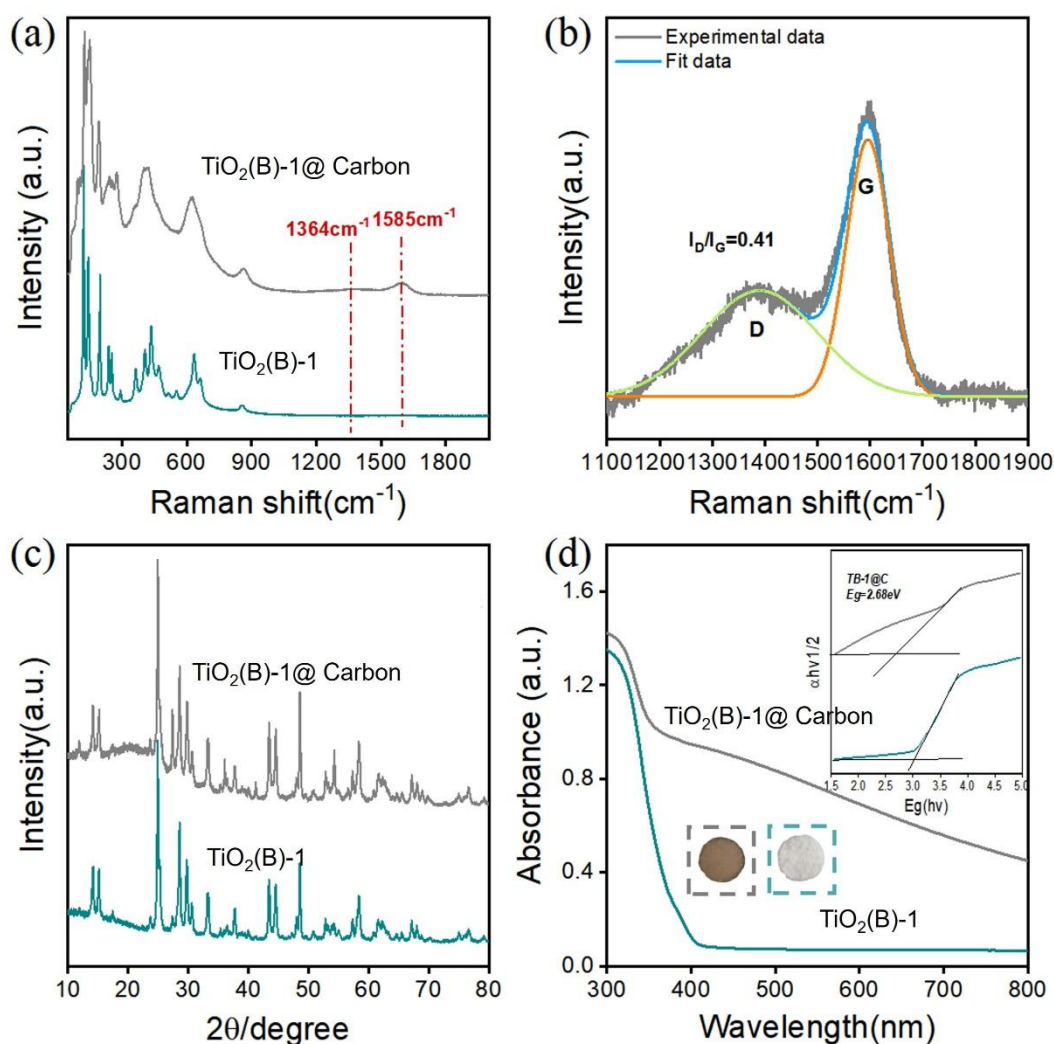 (a)
Intensity (a.u.)
TiO₂(B)-1@ Carbon
1364cm⁻¹
1585cm⁻¹
TiO₂(B)-1
300 600 900 1200 1500 1800
Raman shift(cm⁻¹)
(b)
Intensity(a.u.)
Experimental data
Fit data
I_D/I_G=0.41
G
D
1100 1200 1300 1400 1500 1600 1700 1800 1900
Raman shift(cm⁻¹)
(c)
Intensity(a.u.)
TiO₂(B)-1@ Carbon
TiO₂(B)-1
10 20 30 40 50 60 70 80
2θ/degree
(d)
Absorbance (a.u.)
1.6
1.2
0.8
0.4
0.0
TB-1@C
Eg=2.68eV
αhν1/2
1.5 2.0 2.5 3.0 3.5 4.0 4.5 5.0
Eg(hv)
TiO₂(B)-1@ Carbon
TiO₂(B)-1
300 400 500 600 700 800
Wavelength(nm)